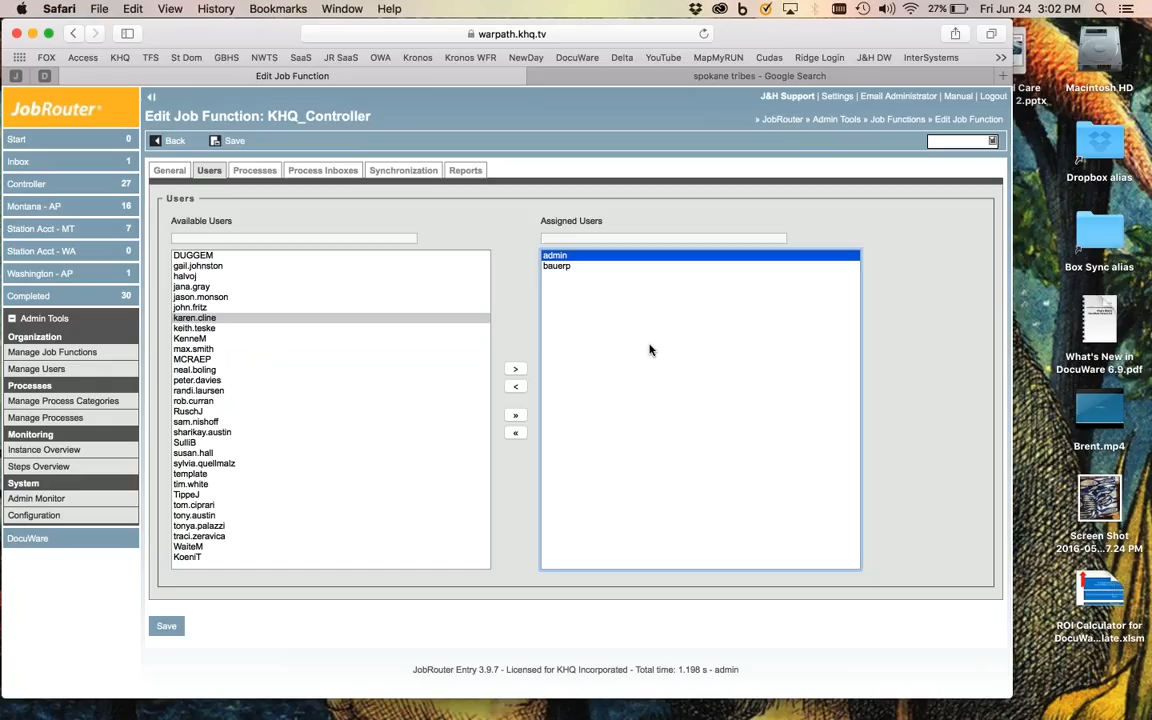 Safari File Edit View History Bookmarks Window Help
27% Fri Jun 24 3:02 PM
warpath.khq.tv
FOX Access KHQ TFS St Dom GBHS NWTS SaaS JR SaaS OWA Kronos Kronos WFR NewDay DocuWare Delta YouTube MapMyRUN Cudas Ridge Login J&H DW InterSystems
J D Edit Job Function spokane tribes - Google Search
JobRouter
J&H Support | Settings | Email Administrator | Manual | Logout
Edit Job Function: KHQ_Controller
» JobRouter » Admin Tools » Job Functions » Edit Job Function
Back Save
Start 0
Inbox 1
Controller 27
Montana - AP 16
Station Acct - MT 7
Station Acct - WA 0
Washington - AP 1
Completed 30
Admin Tools
Organization
Manage Job Functions
Manage Users
Processes
Manage Process Categories
Manage Processes
Monitoring
Instance Overview
Steps Overview
System
Admin Monitor
Configuration
DocuWare
General Users Processes Process Inboxes Synchronization Reports
Users
Available Users
DUGGEM
gail.johnston
halvoj
jana.gray
jason.monson
john.fritz
karen.cline
keith.teske
KenneM
max.smith
MCRAEP
neal.boling
peter.davies
randi.laursen
rob.curran
RuschJ
sam.nishoff
sharikay.austin
SulliB
susan.hall
sylvia.queilmalz
template
tim.white
TippeJ
tom.ciprari
tony.austin
tonya.palazzi
traci.zeravica
WaiteM
KoeniT
>
<
»
«
Assigned Users
admin
bauerp
Save
JobRouter Entry 3.9.7 - Licensed for KHQ Incorporated - Total time: 1.198 s - admin
Care
2.pptx
Macintosh HD
Dropbox alias
Box Sync alias
What's New in
DocuWare 6.9.pdf
Brent.mp4
Screen Shot
2016-05...7.24 PM
ROI Calculator for
DocuWa...late.xlsm